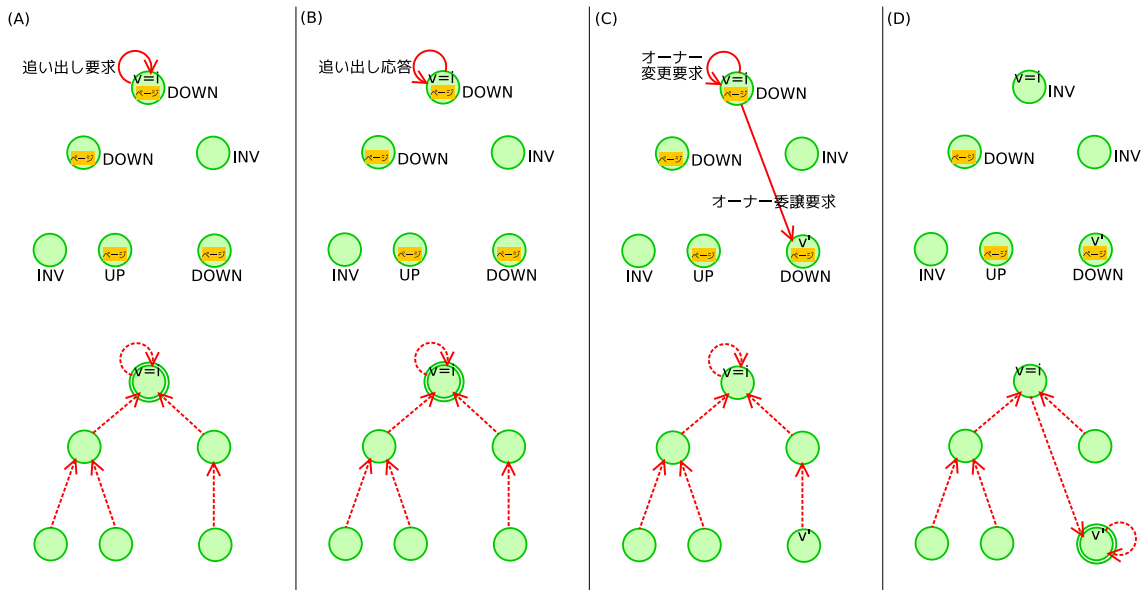 (A)
追い出し要求
v=i
ページ
DOWN
ページ
DOWN
INV
ページ
ページ
INV
UP
DOWN
v=i
(B)
追い出し応答
v=i
ページ
DOWN
ページ
DOWN
INV
ページ
ページ
INV
UP
DOWN
v=i
(C)
オーナー
変更要求
v=i
ページ
DOWN
ページ
DOWN
INV
オーナー委譲要求
v'
ページ
ページ
INV
UP
DOWN
v=i
v'
(D)
v=i
INV
ページ
DOWN
INV
v'
ページ
ページ
INV
UP
DOWN
v=i
v'